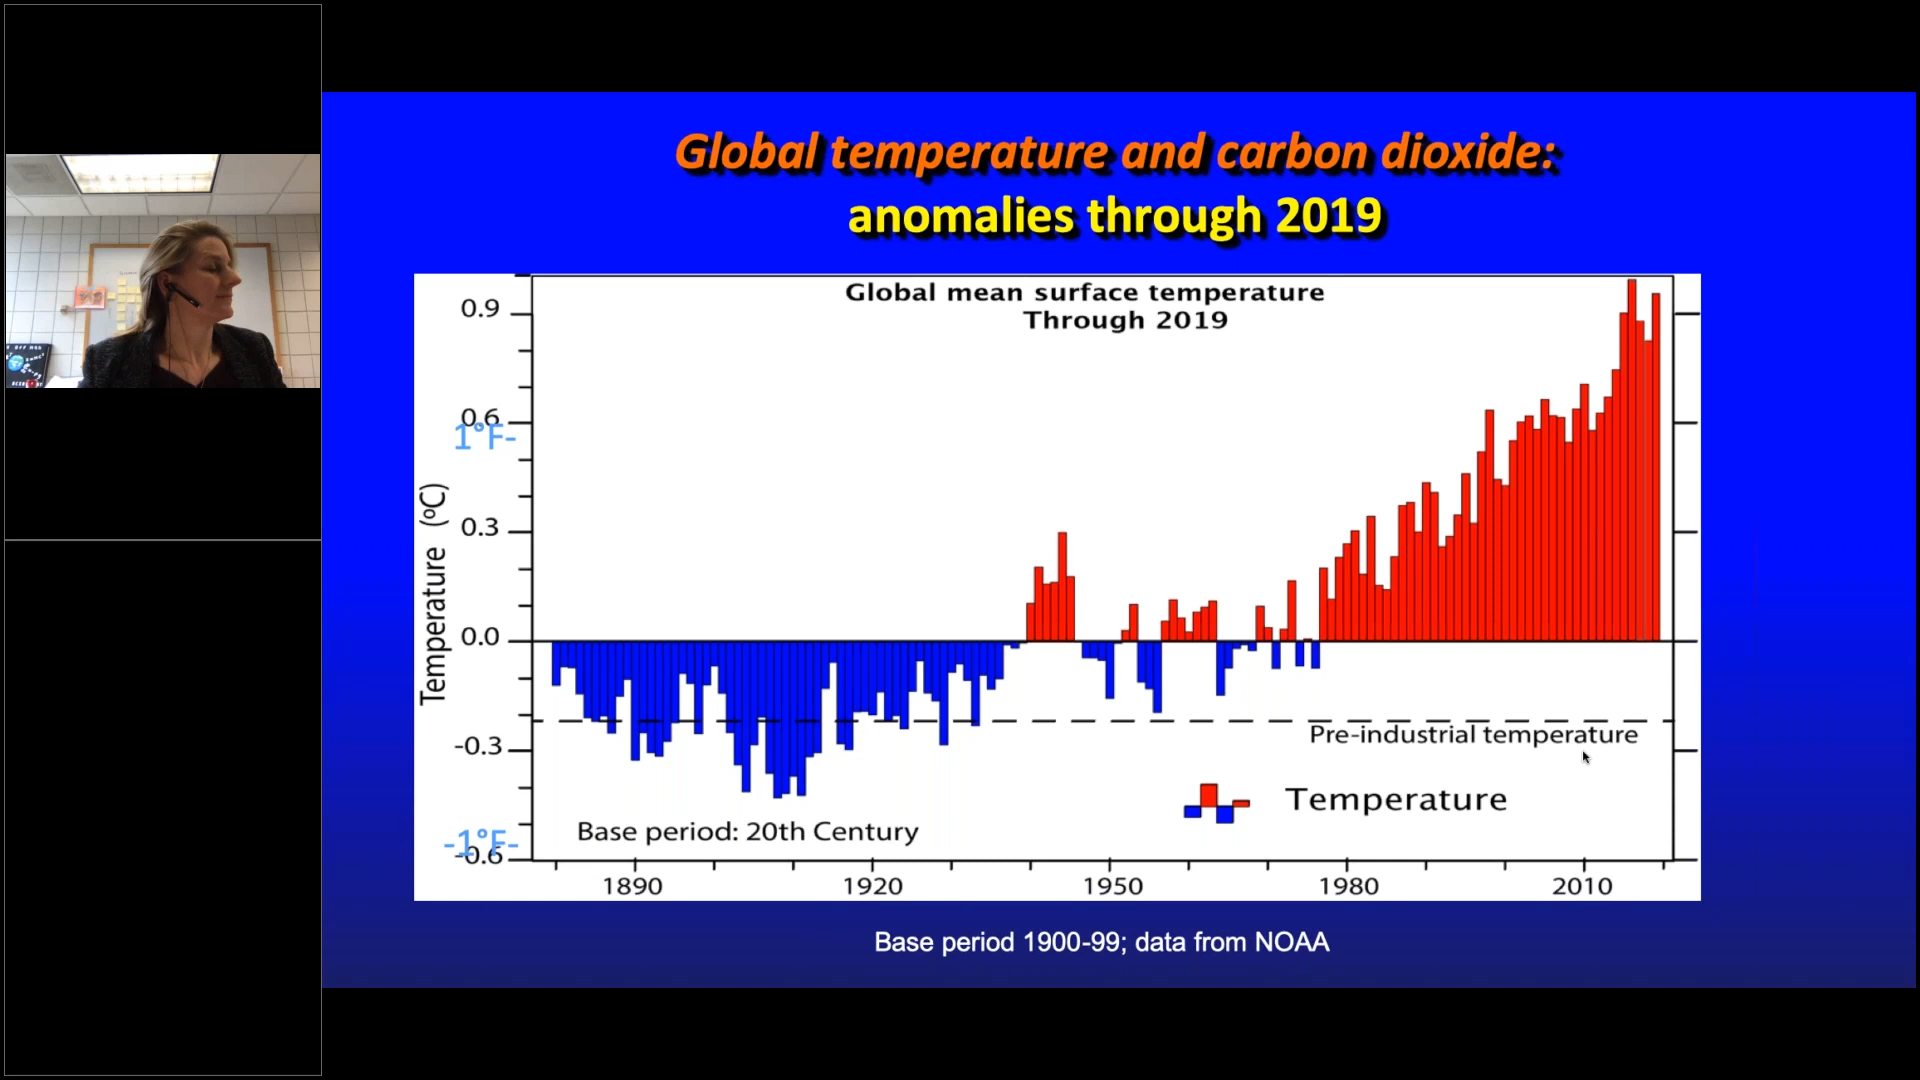 Global temperature and carbon dioxide:
anomalies through 2019
Global mean surface temperature
Through 2019
0.9
0.6
1°F-
0.3
0.0
-0.3
-1°F-
-0.6
Temperature (oC)
Pre-industrial temperature
Temperature
Base period: 20th Century
1890
1920
1950
1980
2010
Base period 1900-99; data from NOAA